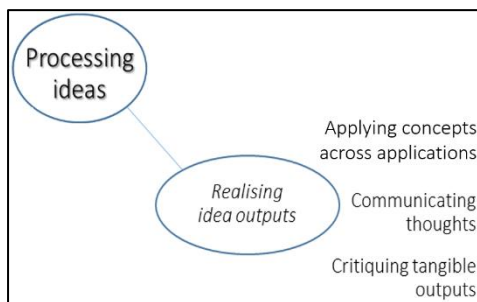 Processing
ideas
Realising
idea outputs
Applying concepts
across applications
Communicating
thoughts
Critiquing tangible
outputs